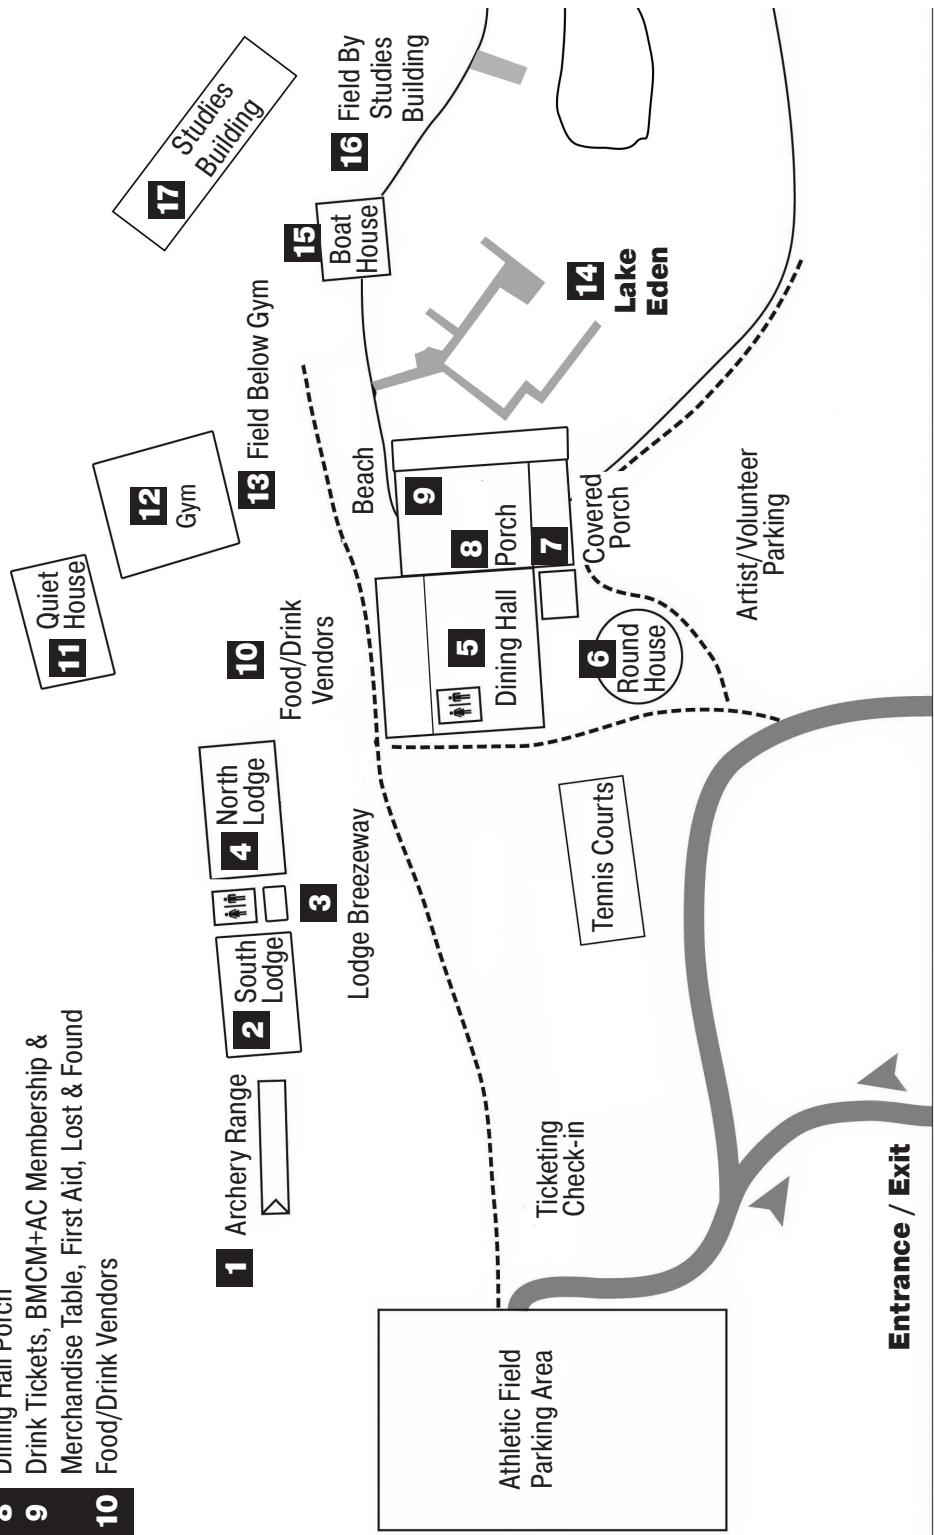 8 Dining Hall Porch
9 Drink Tickets, BMCM+AC Membership &
Merchandise Table, First Aid, Lost & Found
10 Food/Drink Vendors
11
Quiet
House
12
Gym
17
Studies
Building
1
Archery Range
2
South
Lodge
4
North
Lodge
10
Food/Drink
Vendors
13
Field Below Gym
15
Boat
House
16
Field By
Studies
Building
3
Lodge Breezeway
Beach
9
8
Porch
5
Dining Hall
7
Covered
Porch
14
Lake
Eden
6
Round
House
Athletic Field
Parking Area
Ticketing
Check-in
Tennis Courts
Artist/Volunteer
Parking
Entrance / Exit